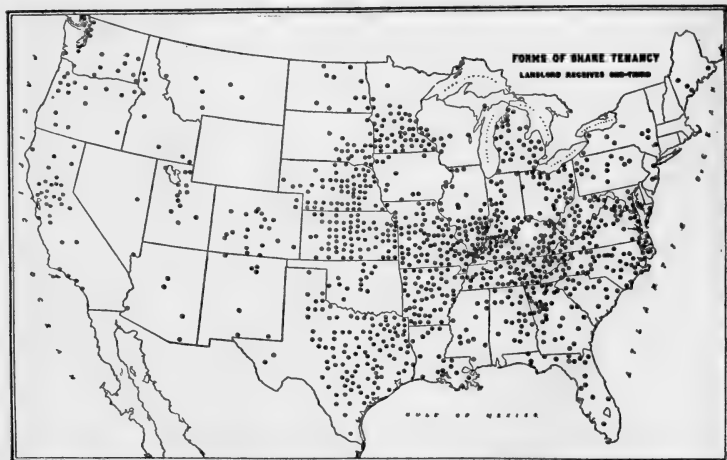 FORMS OF SHARE TENANCY
LANDLORD RECEIVES ONE-THIRD
GULF OF MEXICO